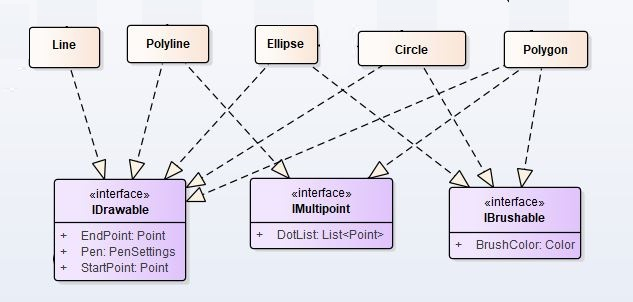 Line
Polyline
Ellipse
Circle
Polygon
«interface»
IDrawable
+ EndPoint: Point
+ Pen: PenSettings
+ StartPoint: Point
«interface»
IMultipoint
+ DotList: List<Point>
«interface»
IBrushable
+ BrushColor: Color